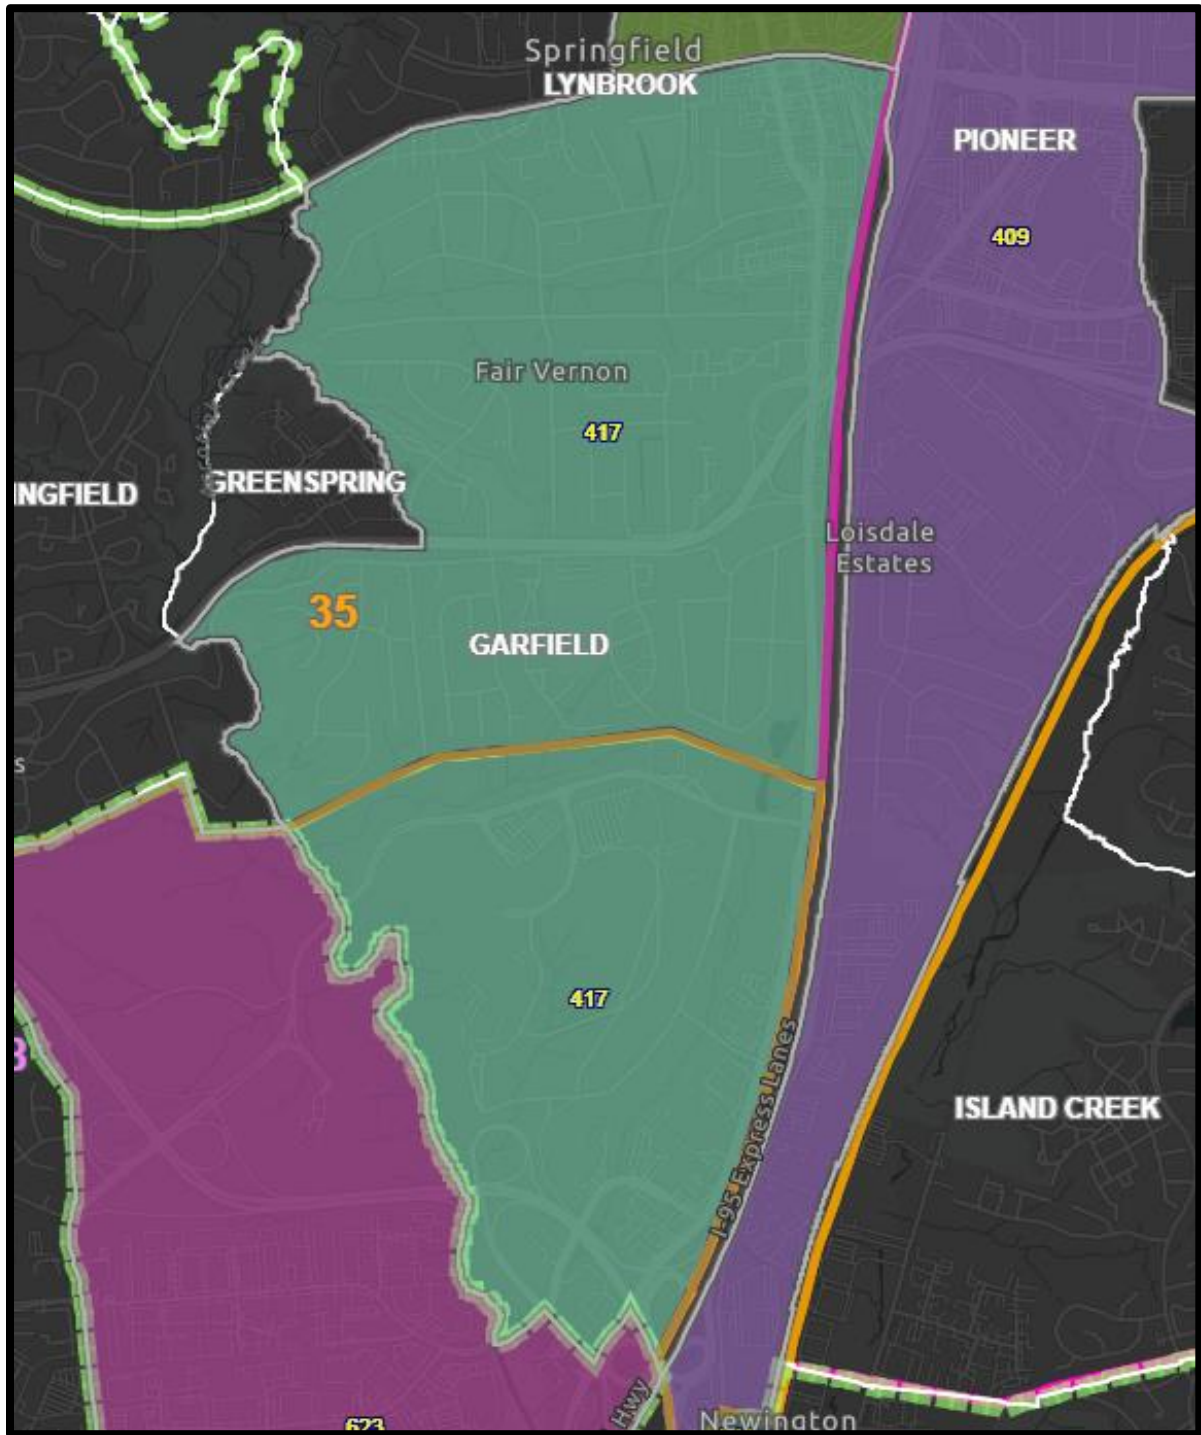 Springfield
LYNBROOK
PIONEER
409
Fair Vernon
417
GREENSPRING
INGFIELD
Loisdale
Estates
35
GARFIELD
s
417
3
I-95 Express Lanes
ISLAND CREEK
Hwy
Newington
623